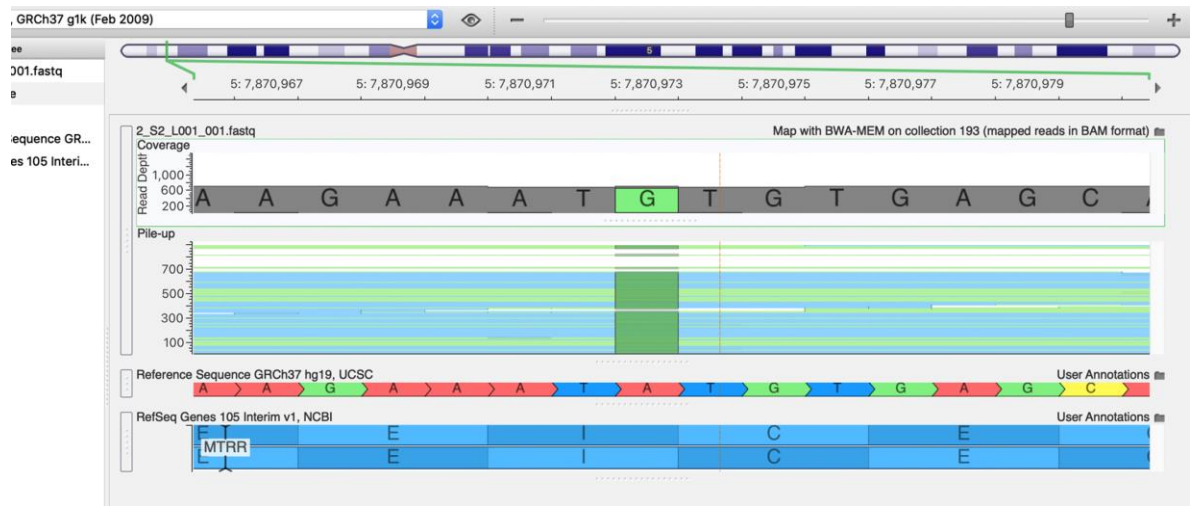 , GRCh37 g1k (Feb 2009)
ee
001.fastq
e
Sequence GR...
es 105 Interi...
5
5: 7,870,967 5: 7,870,969 5: 7,870,971 5: 7,870,973 5: 7,870,975 5: 7,870,977 5: 7,870,979
2_S2_L001_001.fastq Map with BWA-MEM on collection 193 (mapped reads in BAM format)
Coverage
Read Depth
1,000
600
200
A A G A A A T G T G T G A G C A
Pile-up
700
500
300
100
Reference Sequence GRCh37 hg19, UCSC User Annotations
A A G A A A T A T G T G A G C
RefSeq Genes 105 Interim v1, NCBI User Annotations
E E I C E
MTRR
E E I C E